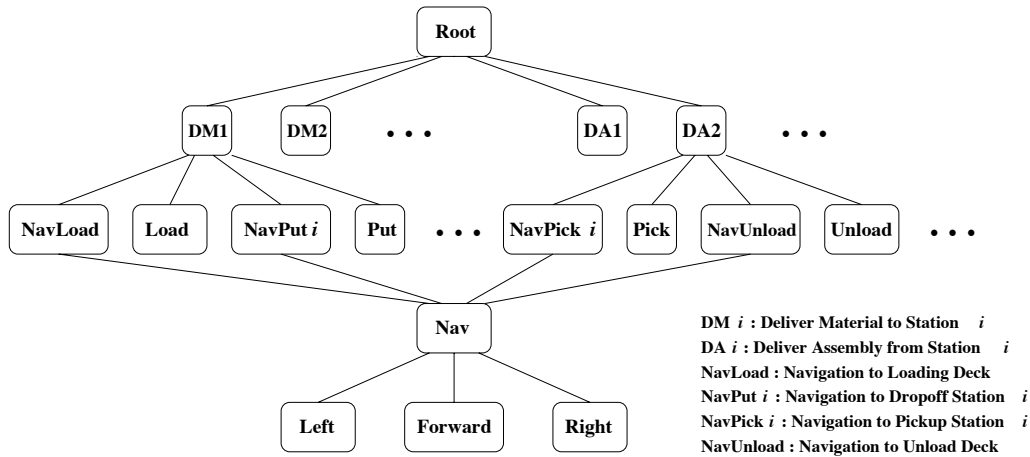 Root
DM1 DM2 • • • DA1 DA2 • • •
NavLoad Load NavPut i Put • • • NavPick i Pick NavUnload Unload • • •
Nav
Left Forward Right
DM i : Deliver Material to Station i
DA i : Deliver Assembly from Station i
NavLoad : Navigation to Loading Deck
NavPut i : Navigation to Dropoff Station i
NavPick i : Navigation to Pickup Station i
NavUnload : Navigation to Unload Deck